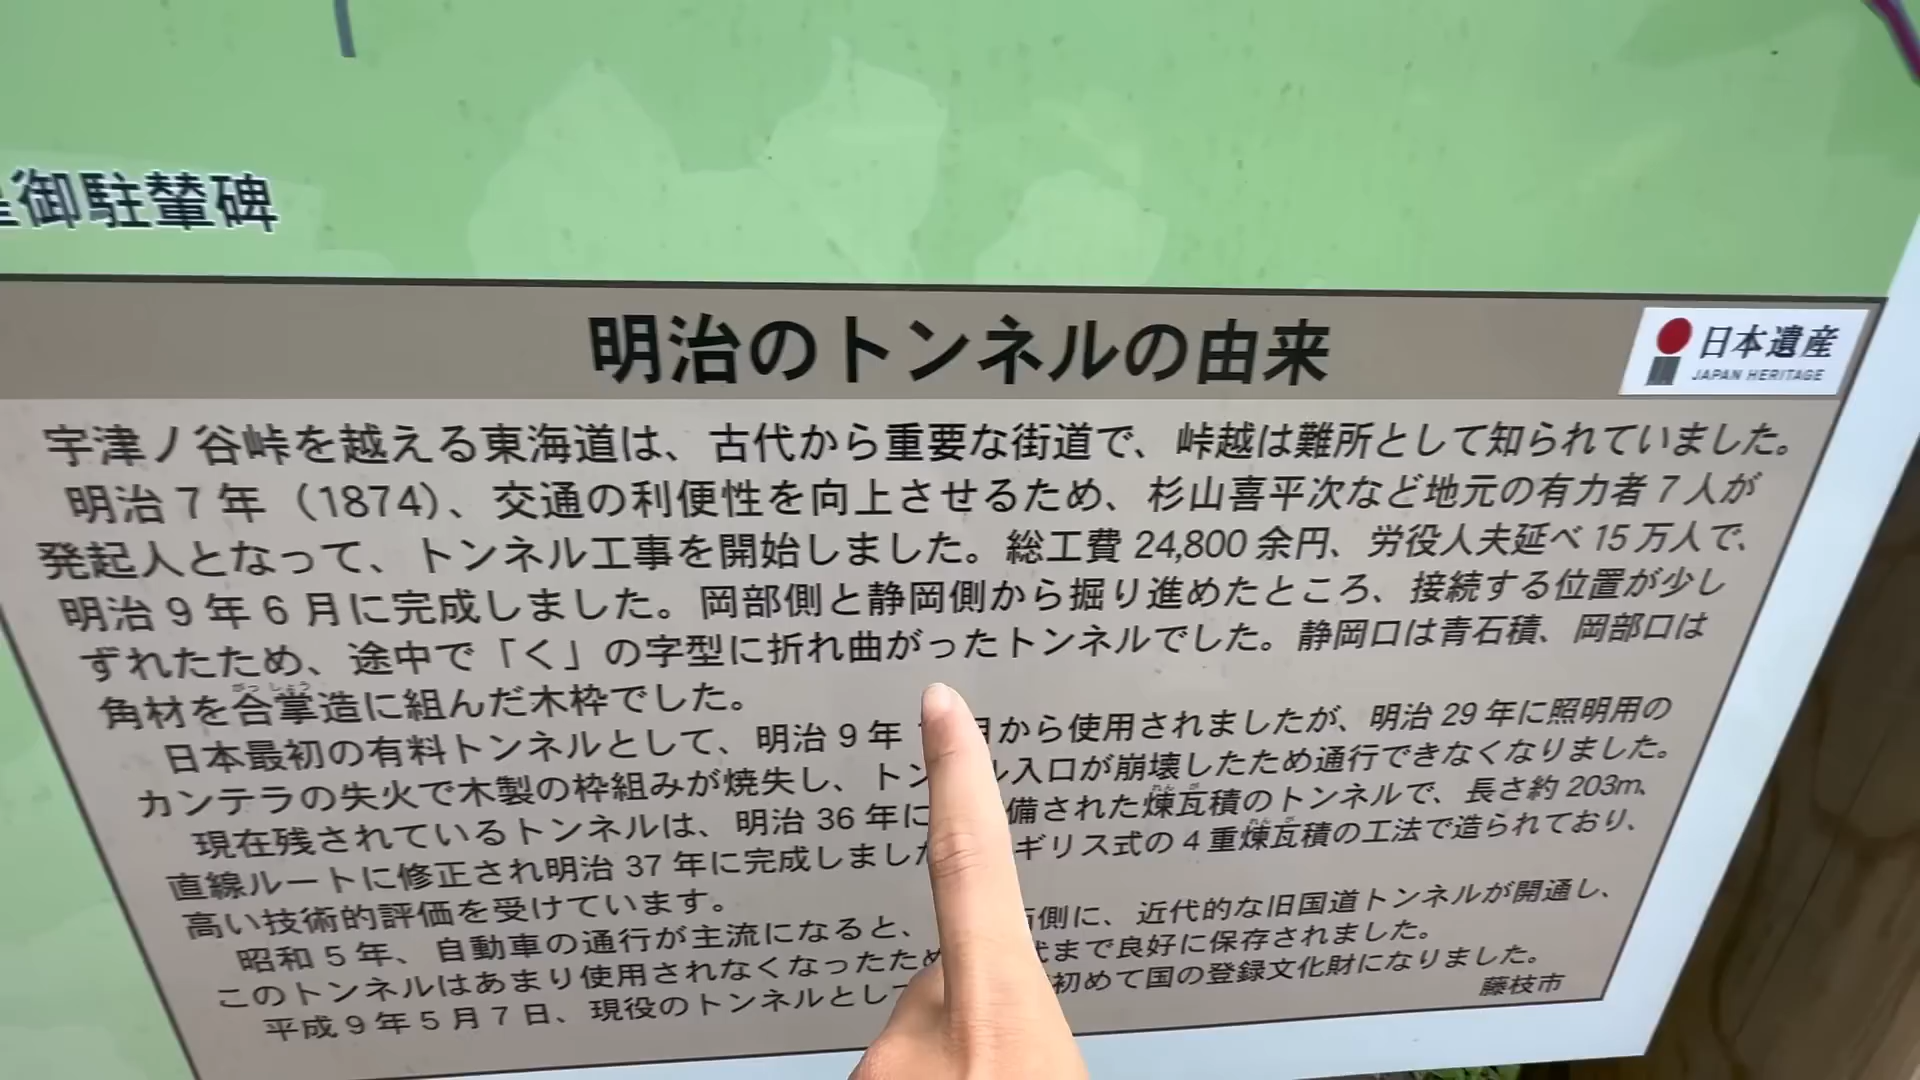 御駐輦碑
明治のトンネルの由来
日本遺産
JAPAN HERITAGE
宇津ノ谷峠を越える東海道は、古代から重要な街道で、峠越は難所として知られていました。
明治7年（1874）、交通の利便性を向上させるため、杉山喜平次など地元の有力者7人が
発起人となって、トンネル工事を開始しました。総工費24,800余円、労役人夫延べ15万人で、
明治9年6月に完成しました。岡部側と静岡側から掘り進めたところ、接続する位置が少し
ずれたため、途中で「く」の字型に折れ曲がったトンネルでした。静岡口は青石積、岡部口は
角材を合掌造に組んだ木枠でした。
日本最初の有料トンネルとして、明治9年 月から使用されましたが、明治29年に照明用の
カンテラの失火で木製の枠組みが焼失し、トン ル入口が崩壊したため通行できなくなりました。
現在残されているトンネルは、明治36年に 備された煉瓦積のトンネルで、長さ約203m、
直線ルートに修正され明治37年に完成しました ギリス式の4重煉瓦積の工法で造られており、
高い技術的評価を受けています。
昭和5年、自動車の通行が主流になると、 側に、近代的な旧国道トンネルが開通し、
このトンネルはあまり使用されなくなったため 代まで良好に保存されました。
平成9年5月7日、現役のトンネルとして 初めて国の登録文化財になりました。
藤枝市